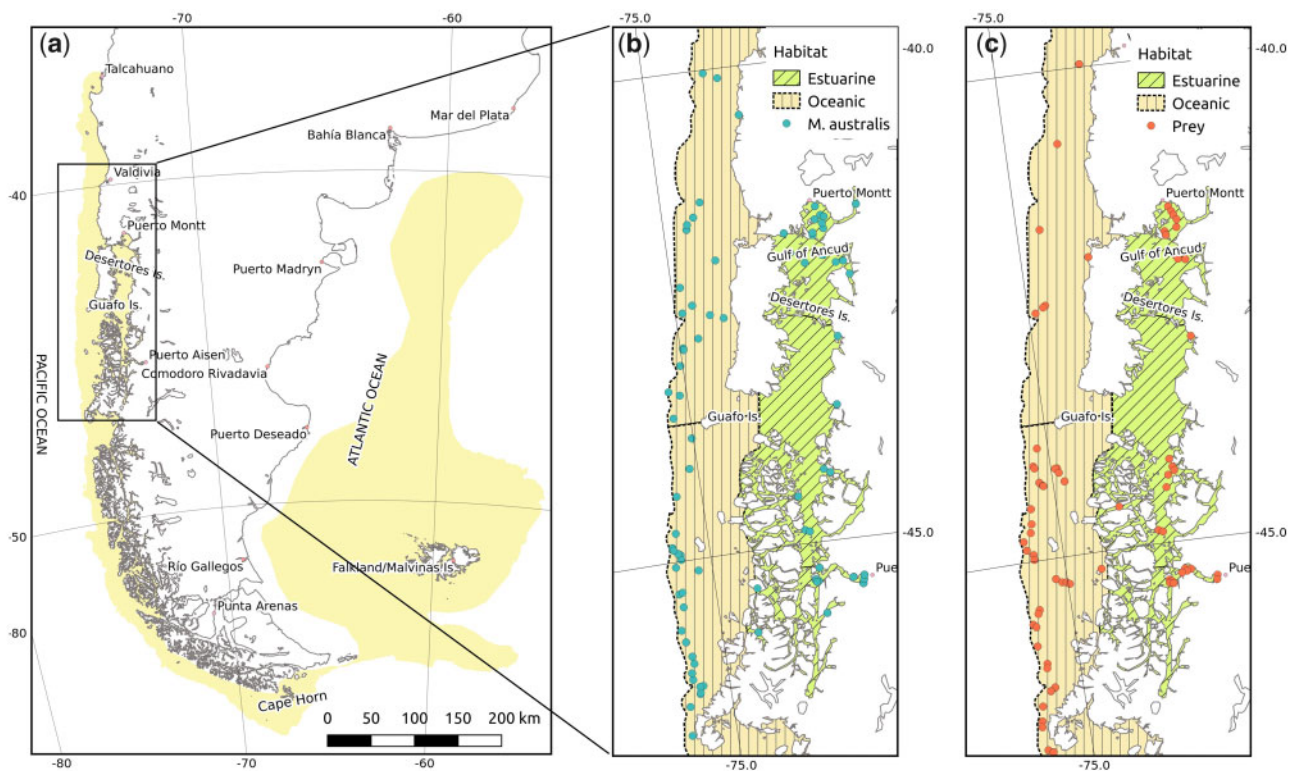 -70
-60
(a)
Talcahuano
Mar del Plata
Bahía Blanca
Valdivia
-40
Puerto Montt
Desertores Is.
Puerto Madryn
Guafo Is.
Puerto Aisen
Comodoro Rivadavia
PACIFIC OCEAN
ATLANTIC OCEAN
Puerto Deseado
-50
Río Gallegos
Falkland/Malvinas Is.
Punta Arenas
-80
Cape Horn
0 50 100 150 200 km
-80
-70
-60
-75.0
(b)
Habitat
Estuarine
Oceanic
M. australis
-40.0
Puerto Montt
Gulf of Ancud
Desertores Is.
Guafo Is.
-45.0
Pue
-75.0
-75.0
(c)
Habitat
Estuarine
Oceanic
Prey
-40.0
Puerto Montt
Gulf of Ancud
Desertores Is.
Guafo Is.
-45.0
Pue
-75.0